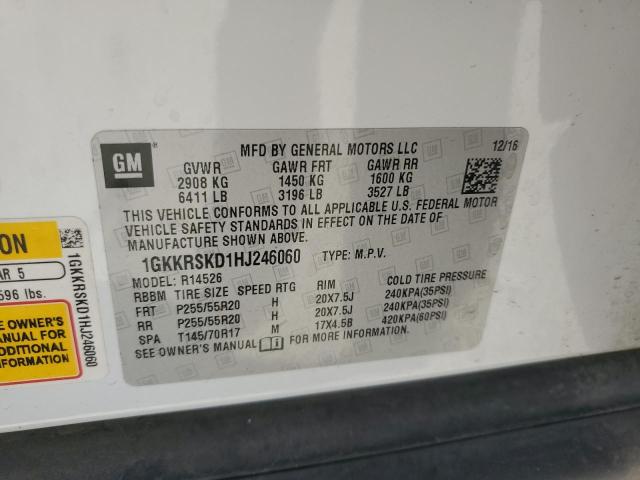 MFD BY GENERAL MOTORS LLC
12/16
GM
GVWR GAWR FRT GAWR RR
2908 KG 1450 KG 1600 KG
6411 LB 3196 LB 3527 LB
THIS VEHICLE CONFORMS TO ALL APPLICABLE U.S. FEDERAL MOTOR
VEHICLE SAFETY STANDARDS IN EFFECT ON THE DATE OF
MANUFACTURE SHOWN ABOVE.
1GKKRSKD1HJ246060 TYPE: M.P.V.
MODEL: R14526
RBBM TIRE SIZE SPEED RTG RIM COLD TIRE PRESSURE
FRT P255/55R20 H 20X7.5J 240KPA(35PSI)
RR P255/55R20 H 20X7.5J 240KPA(35PSI)
SPA T145/70R17 M 17X4.5B 420KPA(60PSI)
SEE OWNER'S MANUAL FOR MORE INFORMATION.
ON
AR 5
596 lbs.
E OWNER'S
ANUAL FOR
ADDITIONAL
FORMATION
1GKKRSKD1HJ246060